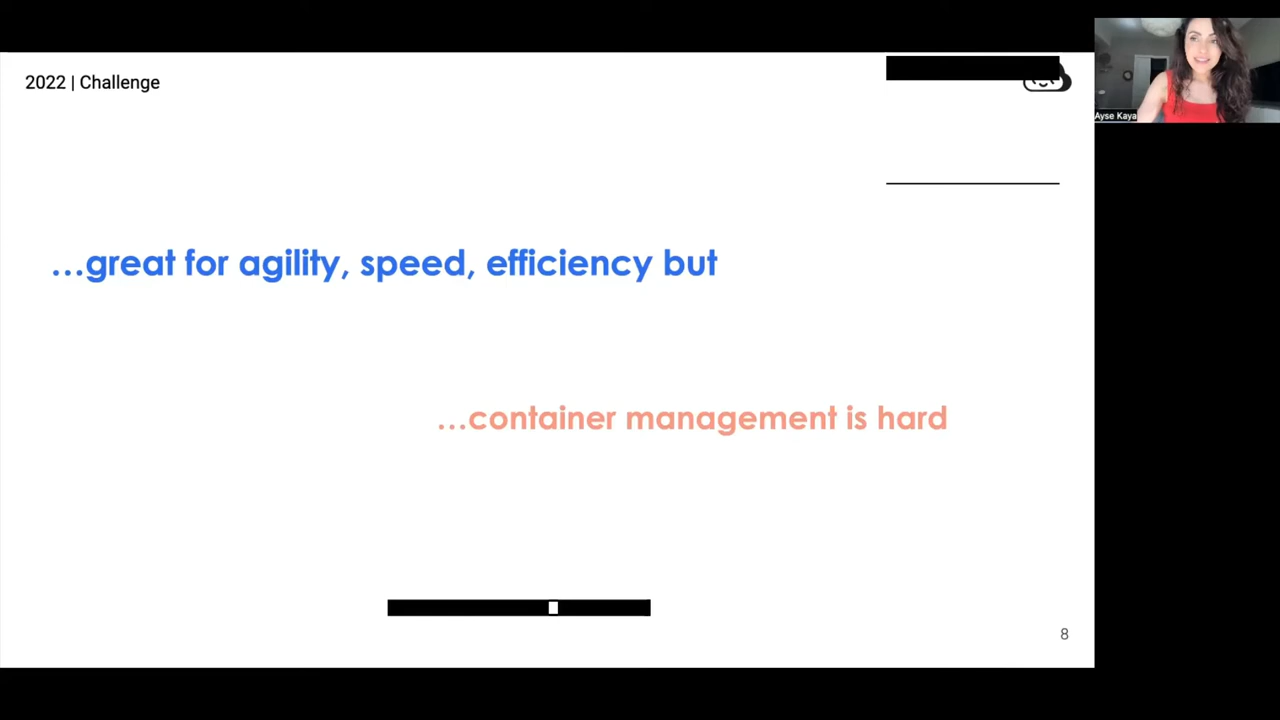 2022 | Challenge
Ayse Kaya
…great for agility, speed, efficiency but
…container management is hard
8